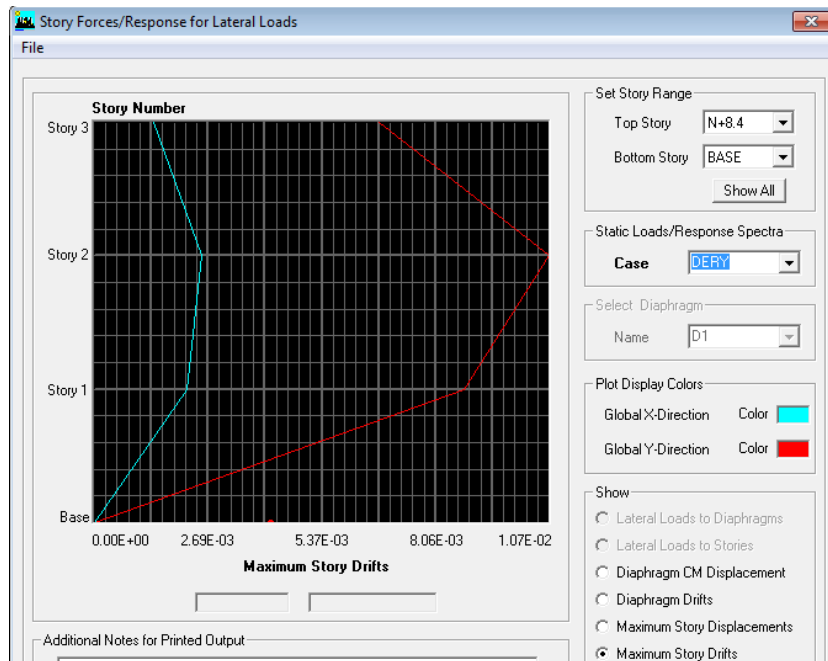 Story Forces/Response for Lateral Loads
File
Story Number
Story 3
Story 2
Story 1
Base
0.00E+00 2.69E-03 5.37E-03 8.06E-03 1.07E-02
Maximum Story Drifts
Additional Notes for Printed Output
Set Story Range
Top Story N+8.4
Bottom Story BASE
Show All
Static Loads/Response Spectra
Case DERY
Select Diaphragm
Name D1
Plot Display Colors
Global X-Direction Color
Global Y-Direction Color
Show
Lateral Loads to Diaphragms
Lateral Loads to Stories
Diaphragm CM Displacement
Diaphragm Drifts
Maximum Story Displacements
Maximum Story Drifts